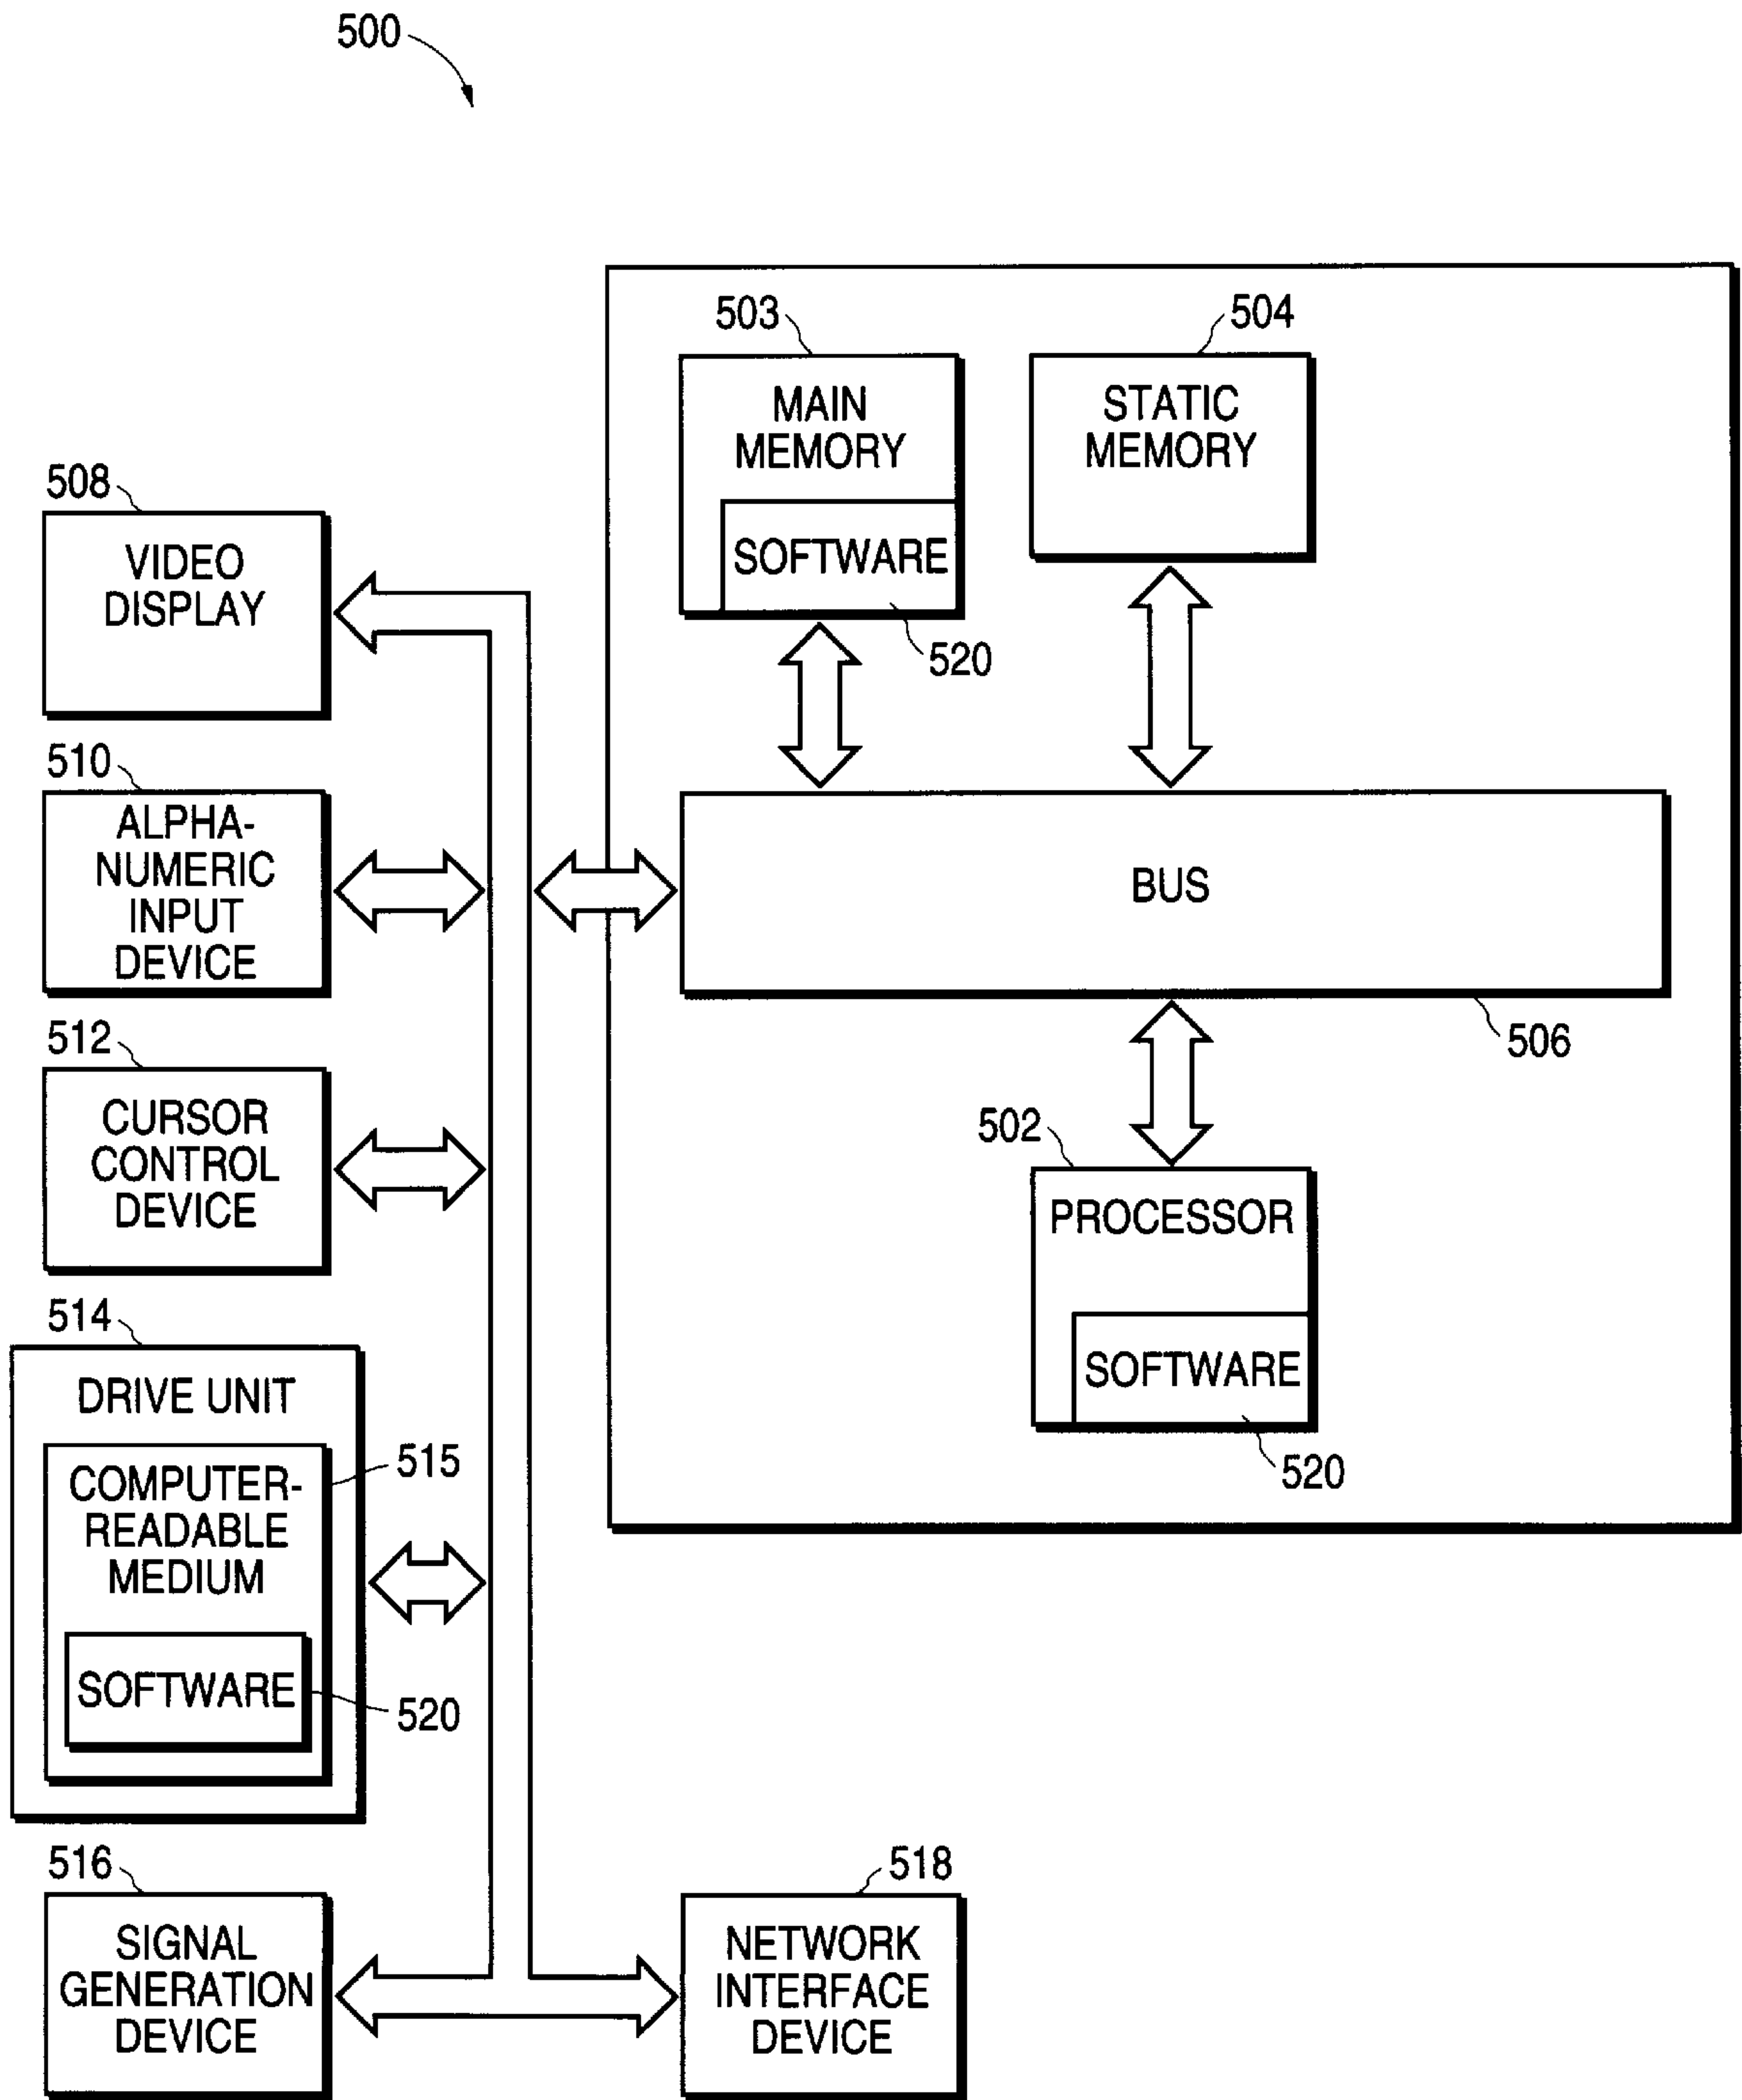 500
503
504
MAIN
MEMORY
STATIC
MEMORY
SOFTWARE
520
508
VIDEO
DISPLAY
510
ALPHA-
NUMERIC
INPUT
DEVICE
BUS
506
512
CURSOR
CONTROL
DEVICE
502
PROCESSOR
SOFTWARE
520
514
DRIVE UNIT
515
COMPUTER-
READABLE
MEDIUM
SOFTWARE
520
516
SIGNAL
GENERATION
DEVICE
518
NETWORK
INTERFACE
DEVICE